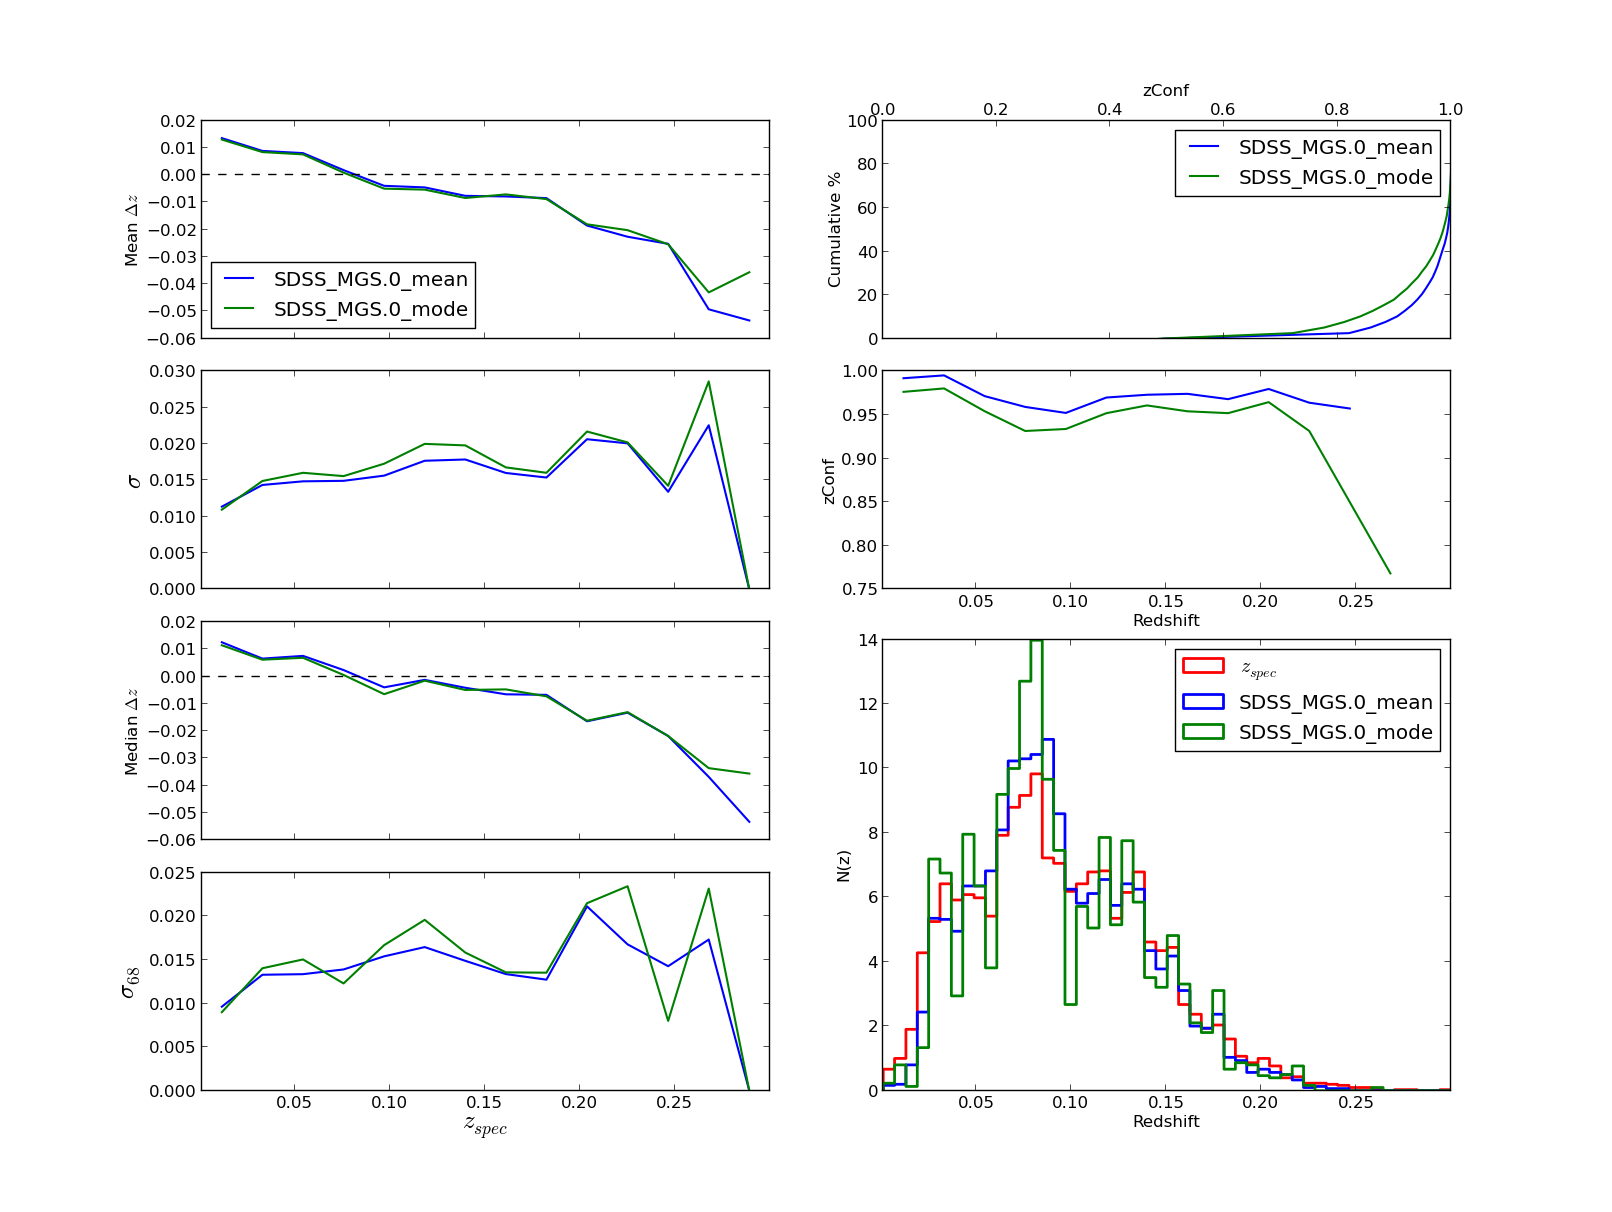 0.02
0.01
0.00
−0.01
−0.02
−0.03
−0.04
−0.05
−0.06
Mean Δz
SDSS_MGS.0_mean
SDSS_MGS.0_mode
0.030
0.025
0.020
0.015
0.010
0.005
0.000
σ
0.02
0.01
0.00
−0.01
−0.02
−0.03
−0.04
−0.05
−0.06
Median Δz
0.025
0.020
0.015
0.010
0.005
0.000
σ68
0.05 0.10 0.15 0.20 0.25
zspec
zConf
0.0 0.2 0.4 0.6 0.8 1.0
100
80
60
40
20
0
Cumulative %
SDSS_MGS.0_mean
SDSS_MGS.0_mode
1.00
0.95
0.90
0.85
0.80
0.75
zConf
0.05 0.10 0.15 0.20 0.25
Redshift
14
12
10
8
6
4
2
0
N(z)
zspec
SDSS_MGS.0_mean
SDSS_MGS.0_mode
0.05 0.10 0.15 0.20 0.25
Redshift